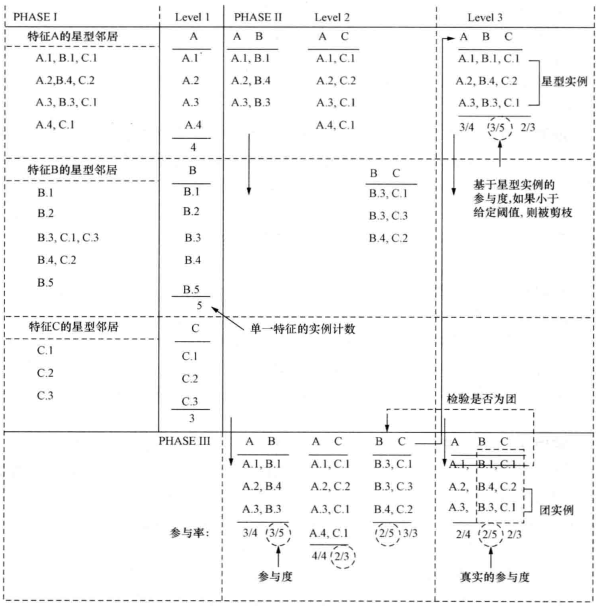 PHASE I Level 1 PHASE II Level 2 Level 3
特征A的星型邻居 A A B A C A B C
A.1, B.1, C.1 A.1 A.1, B.1 A.1, C.1 A.1, B.1, C.1
A.2,B.4, C.2 A.2 A.2, B.4 A.2, C.2 A.2, B.4, C.2
星型实例
A.3, B.3, C.1 A.3 A.3, B.3 A.3, C.1 A.3, B.3, C.1
A.4, C.1 A.4 A.4, C.1 3/4 3/5 2/3
4
特征B的星型邻居 B B C
基于星型实例的
参与度,如果小于
给定阈值, 则被剪枝
B.1 B.1 B.3, C.1
B.2 B.2 B.3, C.3
B.3, C.1, C.3 B.3 B.4, C.2
B.4, C.2 B.4
B.5 B.5
5
特征C的星型邻居 C 单一特征的实例计数
C.1 C.1
C.2 C.2
C.3 C.3
3
检验是否为团
PHASE III A B A C B C A B C
A.1, B.1 A.1, C.1 B.3, C.1 A.1, B.1, C.1
A.2, B.4 A.2, C.2 B.3, C.3 A.2, B.4, C.2
团实例
A.3, B.3 A.3, C.1 B.4, C.2 A.3, B.3, C.1
参与率: 3/4 3/5 A.4, C.1 2/5 3/3 2/4 2/5 2/3
4/4 2/3
参与度 真实的参与度